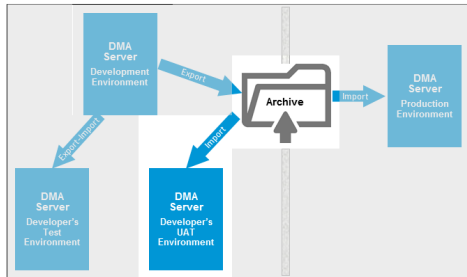 DMA
Server
Development
Environment
Export
Archive
Import
DMA
Server
Production
Environment
Export-Import
Import
DMA
Server
Developer's
Test
Environment
DMA
Server
Developer's
UAT
Environment